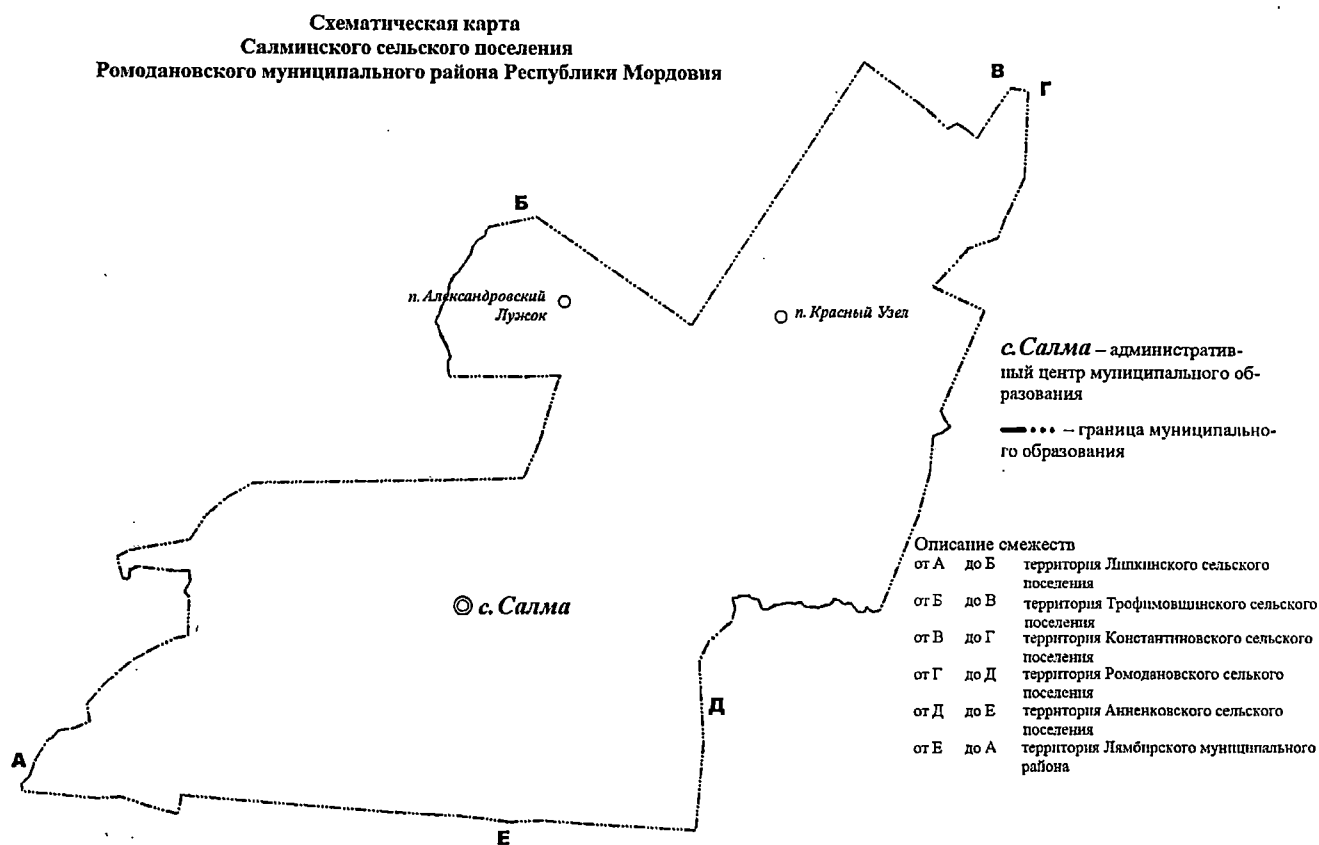 Схематическая карта
Салминского сельского поселения
Ромодановского муниципального района Республики Мордовия
В
Г
Б
п. Александровский
Лужок
п. Красный Узел
с. Салма – административ-
ный центр муниципального об-
разования
– граница муниципально-
го образования
с. Салма
Д
А
Е
Описание смежеств
от А до Б территория Липкинского сельского
поселения
от Б до В территория Трофимовщинского сельского
поселения
от В до Г территория Константиновского сельского
поселения
от Г до Д территория Ромодановского селького
поселения
от Д до Е территория Анненковского сельского
поселения
от Е до А территория Лямбирского муниципального
района